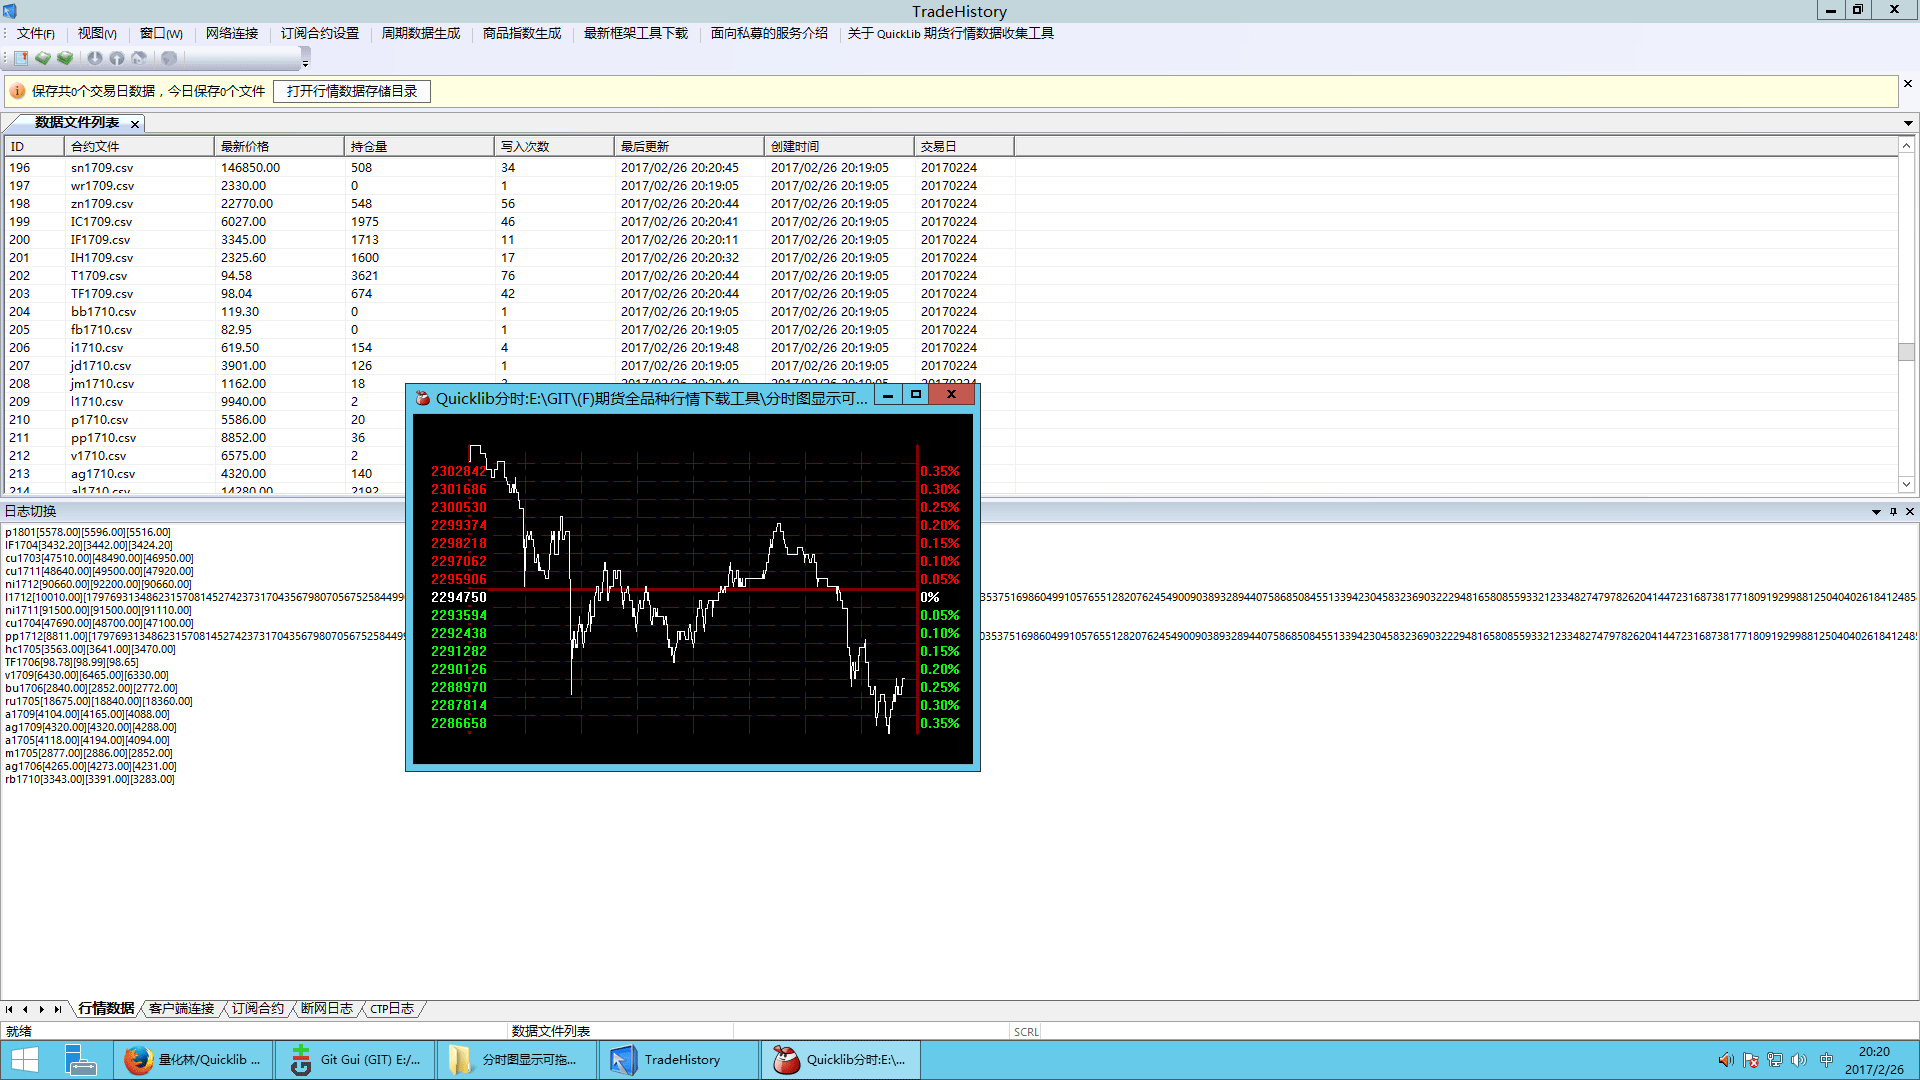 TradeHistory
文件(F) 视图(V) 窗口(W) 网络连接 订阅合约设置 周期数据生成 商品指数生成 最新框架工具下载 面向私募的服务介绍 关于 QuickLib 期货行情数据收集工具
保存共0个交易日数据，今日保存0个文件 打开行情数据存储目录
数据文件列表
ID 合约文件 最新价格 持仓量 写入次数 最后更新 创建时间 交易日
196 sn1709.csv 146850.00 508 34 2017/02/26 20:20:45 2017/02/26 20:19:05 20170224
197 wr1709.csv 2330.00 0 1 2017/02/26 20:19:05 2017/02/26 20:19:05 20170224
198 zn1709.csv 22770.00 548 56 2017/02/26 20:20:44 2017/02/26 20:19:05 20170224
199 IC1709.csv 6027.00 1975 46 2017/02/26 20:20:41 2017/02/26 20:19:05 20170224
200 IF1709.csv 3345.00 1713 11 2017/02/26 20:20:11 2017/02/26 20:19:05 20170224
201 IH1709.csv 2325.60 1600 17 2017/02/26 20:20:32 2017/02/26 20:19:05 20170224
202 T1709.csv 94.58 3621 76 2017/02/26 20:20:44 2017/02/26 20:19:05 20170224
203 TF1709.csv 98.04 674 42 2017/02/26 20:20:44 2017/02/26 20:19:05 20170224
204 bb1710.csv 119.30 0 1 2017/02/26 20:19:05 2017/02/26 20:19:05 20170224
205 fb1710.csv 82.95 0 1 2017/02/26 20:19:05 2017/02/26 20:19:05 20170224
206 i1710.csv 619.50 154 4 2017/02/26 20:19:48 2017/02/26 20:19:05 20170224
207 jd1710.csv 3901.00 126 1 2017/02/26 20:19:05 2017/02/26 20:19:05 20170224
208 jm1710.csv 1162.00 18
209 l1710.csv 9940.00 2
210 p1710.csv 5586.00 20
211 pp1710.csv 8852.00 36
212 v1710.csv 6575.00 2
213 ag1710.csv 4320.00 140
214 al1710.csv 14280.00 2192
Quicklib分时:E:\GIT\(F)期货全品种行情下载工具\分时图显示可...
2302842 0.35%
2301686 0.30%
2300530 0.25%
2299374 0.20%
2298218 0.15%
2297062 0.10%
2295906 0.05%
2294750 0%
2293594 0.05%
2292438 0.10%
2291282 0.15%
2290126 0.20%
2288970 0.25%
2287814 0.30%
2286658 0.35%
日志切换
p1801[5578.00][5596.00][5516.00]
IF1704[3432.20][3442.00][3424.20]
cu1703[47510.00][48490.00][46950.00]
cu1711[48640.00][49500.00][47920.00]
ni1712[90660.00][92200.00][90660.00]
l1712[10010.00][
ni1711[91500.00][91500.00][91110.00]
cu1704[47690.00][48700.00][47100.00]
pp1712[8811.00][
hc1705[3563.00][3641.00][3470.00]
TF1706[98.78][98.99][98.65]
v1709[6430.00][6465.00][6330.00]
bu1706[2840.00][2852.00][2772.00]
ru1705[18675.00][18840.00][18360.00]
a1709[4104.00][4165.00][4088.00]
ag1709[4320.00][4320.00][4288.00]
a1705[4118.00][4194.00][4094.00]
m1705[2877.00][2886.00][2852.00]
ag1706[4265.00][4273.00][4231.00]
rb1710[3343.00][3391.00][3283.00]
行情数据 客户端连接 订阅合约 断网日志 CTP日志
就绪 数据文件列表 SCRL
量化林/Quicklib ... Git Gui (GIT) E:/... 分时图显示可拖... TradeHistory Quicklib分时:E:\... 中 20:20
2017/2/26